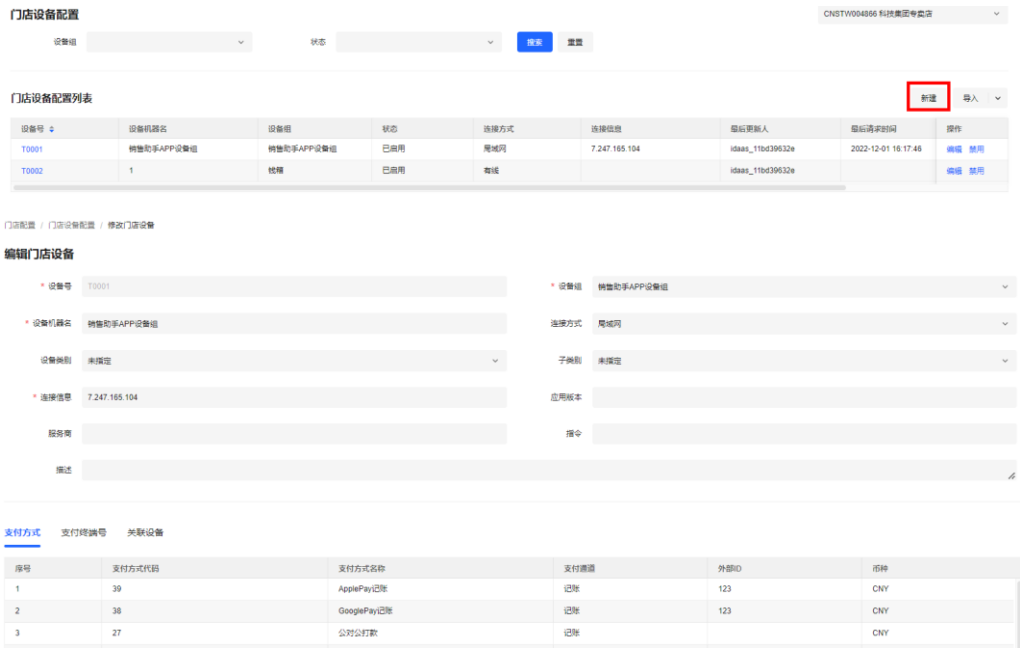 门店设备配置 CNSTW004866 科技集团专卖店
设备组 状态 搜索 重置
门店设备配置列表 新建 导入
设备号 设备机器名 设备组 状态 连接方式 连接信息 最后更新人 最后请求时间 操作
T0001 销售助手APP设备组 销售助手APP设备组 已启用 局域网 7.247.165.104 idaas_11bd39632e 2022-12-01 16:17:46 编辑 禁用
T0002 1 钱箱 已启用 有线 idaas_11bd39632e 编辑 禁用
门店配置 / 门店设备配置 / 修改门店设备
编辑门店设备
* 设备号 T0001 * 设备组 销售助手APP设备组
* 设备机器名 销售助手APP设备组 连接方式 局域网
设备类别 未指定 子类别 未指定
* 连接信息 7.247.165.104 应用版本
服务商 指令
描述
支付方式 支付终端号 关联设备
序号 支付方式代码 支付方式名称 支付通道 外部ID 币种
1 39 ApplePay记账 记账 123 CNY
2 38 GooglePay记账 记账 123 CNY
3 27 公对公打款 记账 CNY